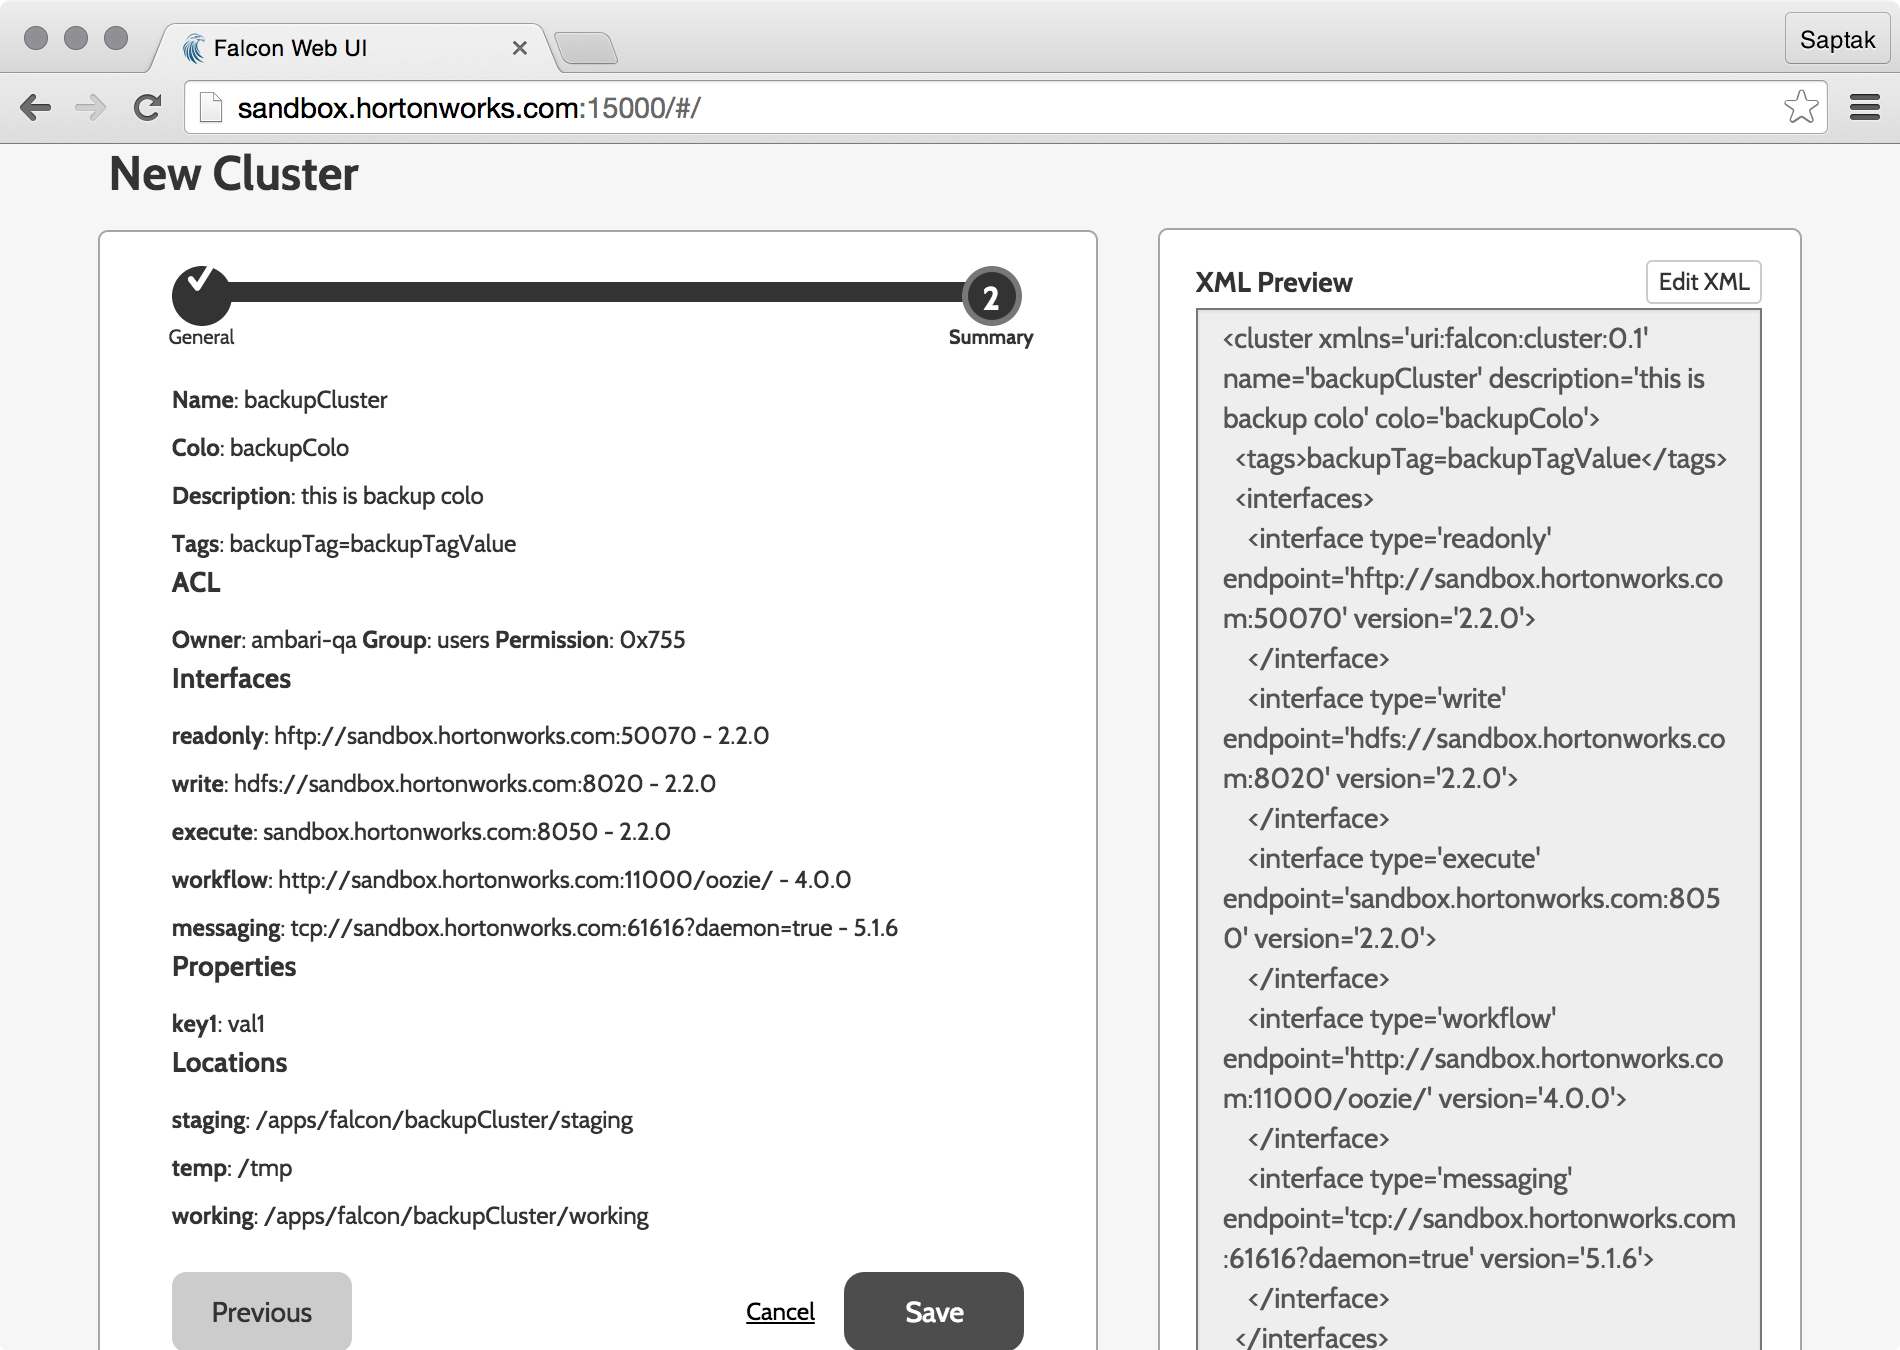 Falcon Web UI
Saptak
sandbox.hortonworks.com:15000/#/
New Cluster
General
2
Summary
Name: backupCluster
Colo: backupColo
Description: this is backup colo
Tags: backupTag=backupTagValue
ACL
Owner: ambari-qa Group: users Permission: 0x755
Interfaces
readonly: hftp://sandbox.hortonworks.com:50070 - 2.2.0
write: hdfs://sandbox.hortonworks.com:8020 - 2.2.0
execute: sandbox.hortonworks.com:8050 - 2.2.0
workflow: http://sandbox.hortonworks.com:11000/oozie/ - 4.0.0
messaging: tcp://sandbox.hortonworks.com:61616?daemon=true - 5.1.6
Properties
key1: val1
Locations
staging: /apps/falcon/backupCluster/staging
temp: /tmp
working: /apps/falcon/backupCluster/working
Previous
Cancel
Save
XML Preview
Edit XML
<cluster xmlns='uri:falcon:cluster:0.1'
name='backupCluster' description='this is
backup colo' colo='backupColo'>
<tags>backupTag=backupTagValue</tags>
<interfaces>
<interface type='readonly'
endpoint='hftp://sandbox.hortonworks.co
m:50070' version='2.2.0'>
</interface>
<interface type='write'
endpoint='hdfs://sandbox.hortonworks.co
m:8020' version='2.2.0'>
</interface>
<interface type='execute'
endpoint='sandbox.hortonworks.com:805
0' version='2.2.0'>
</interface>
<interface type='workflow'
endpoint='http://sandbox.hortonworks.co
m:11000/oozie/' version='4.0.0'>
</interface>
<interface type='messaging'
endpoint='tcp://sandbox.hortonworks.com
:61616?daemon=true' version='5.1.6'>
</interface>
</interfaces>